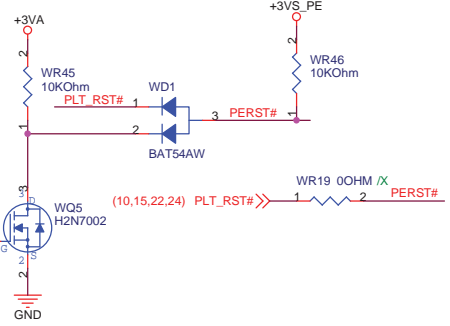 +3VA
+3VS_PE
2
2
WR45
10KOhm
WR46
10KOhm
WD1
PLT_RST#
1
3
PERST#
1
1
2
BAT54AW
WR19 0OHM /X
(10,15,22,24) PLT_RST#
1
2
PERST#
3
3
D
WQ5
H2N7002
G
2
S
2
GND